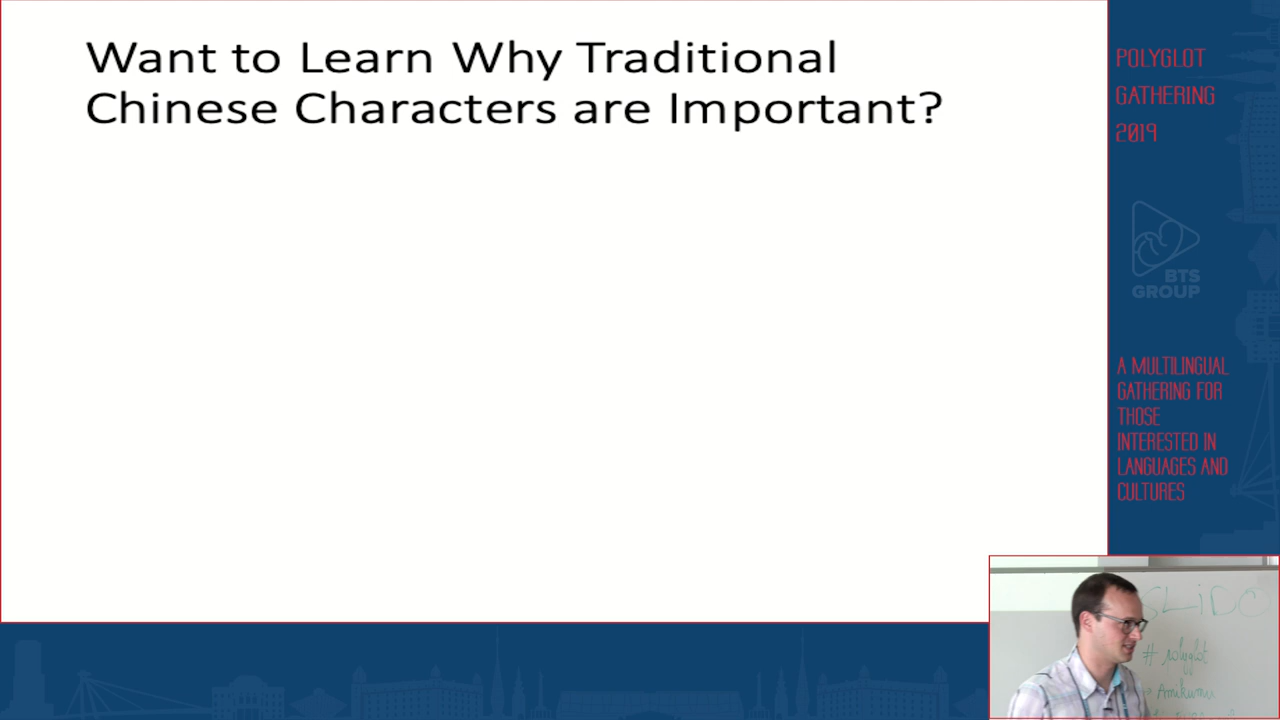 Want to Learn Why Traditional
Chinese Characters are Important?
POLYGLOT
GATHERING
2019
BTS
GROUP
A MULTILINGUAL
GATHERING FOR
THOSE
INTERESTED IN
LANGUAGES AND
CULTURES
SLiDO
# polyglot
Amikumu